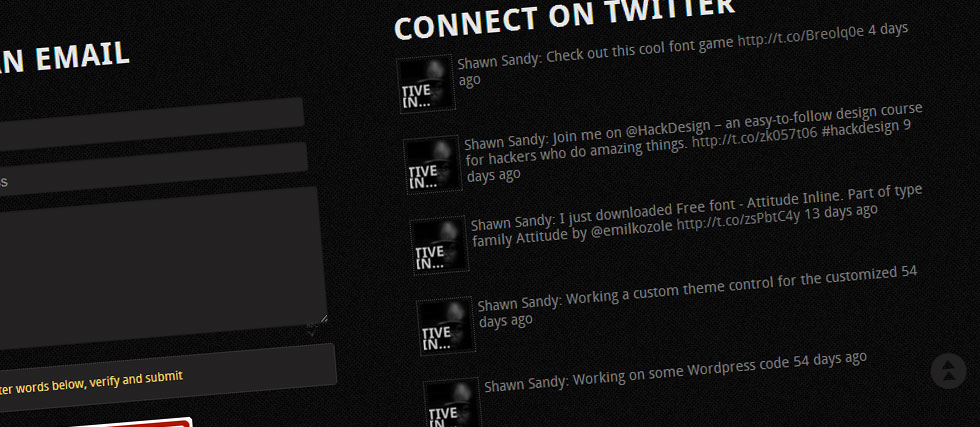 AN EMAIL
ss
ter words below, verify and submit
CONNECT ON TWITTER
TIVE
IN...
Shawn Sandy: Check out this cool font game http://t.co/Breolq0e 4 days
ago
TIVE
IN...
Shawn Sandy: Join me on @HackDesign – an easy-to-follow design course
for hackers who do amazing things. http://t.co/zk057t06 #hackdesign 9
days ago
TIVE
IN...
Shawn Sandy: I just downloaded Free font - Attitude Inline. Part of type
family Attitude by @emilkozole http://t.co/zsPbtC4y 13 days ago
TIVE
IN...
Shawn Sandy: Working a custom theme control for the customized 54
days ago
TIVE
IN...
Shawn Sandy: Working on some Wordpress code 54 days ago